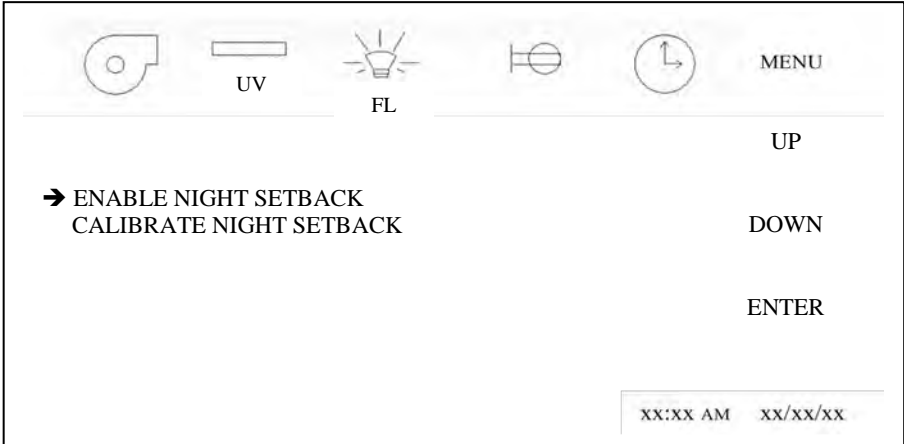 UV
FL
MENU
UP
➔ ENABLE NIGHT SETBACK
CALIBRATE NIGHT SETBACK
DOWN
ENTER
xx:xx AM xx/xx/xx